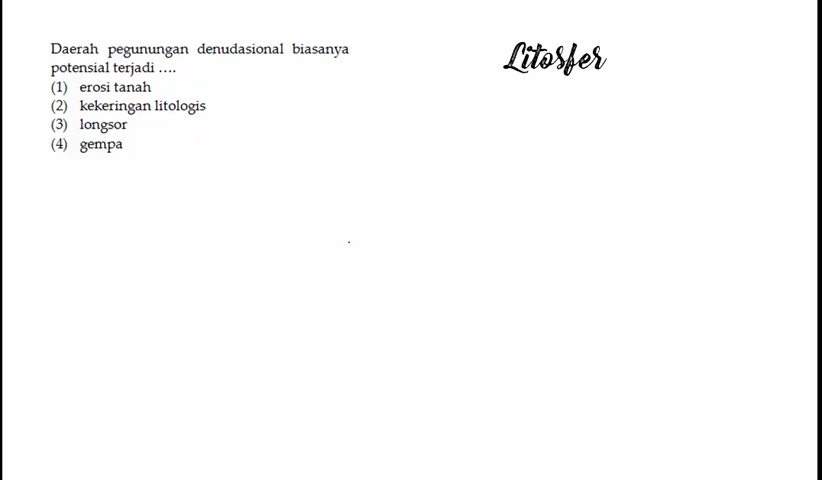 Daerah pegunungan denudasional biasanya
potensial terjadi ....
(1) erosi tanah
(2) kekeringan litologis
(3) longsor
(4) gempa
Litosfer